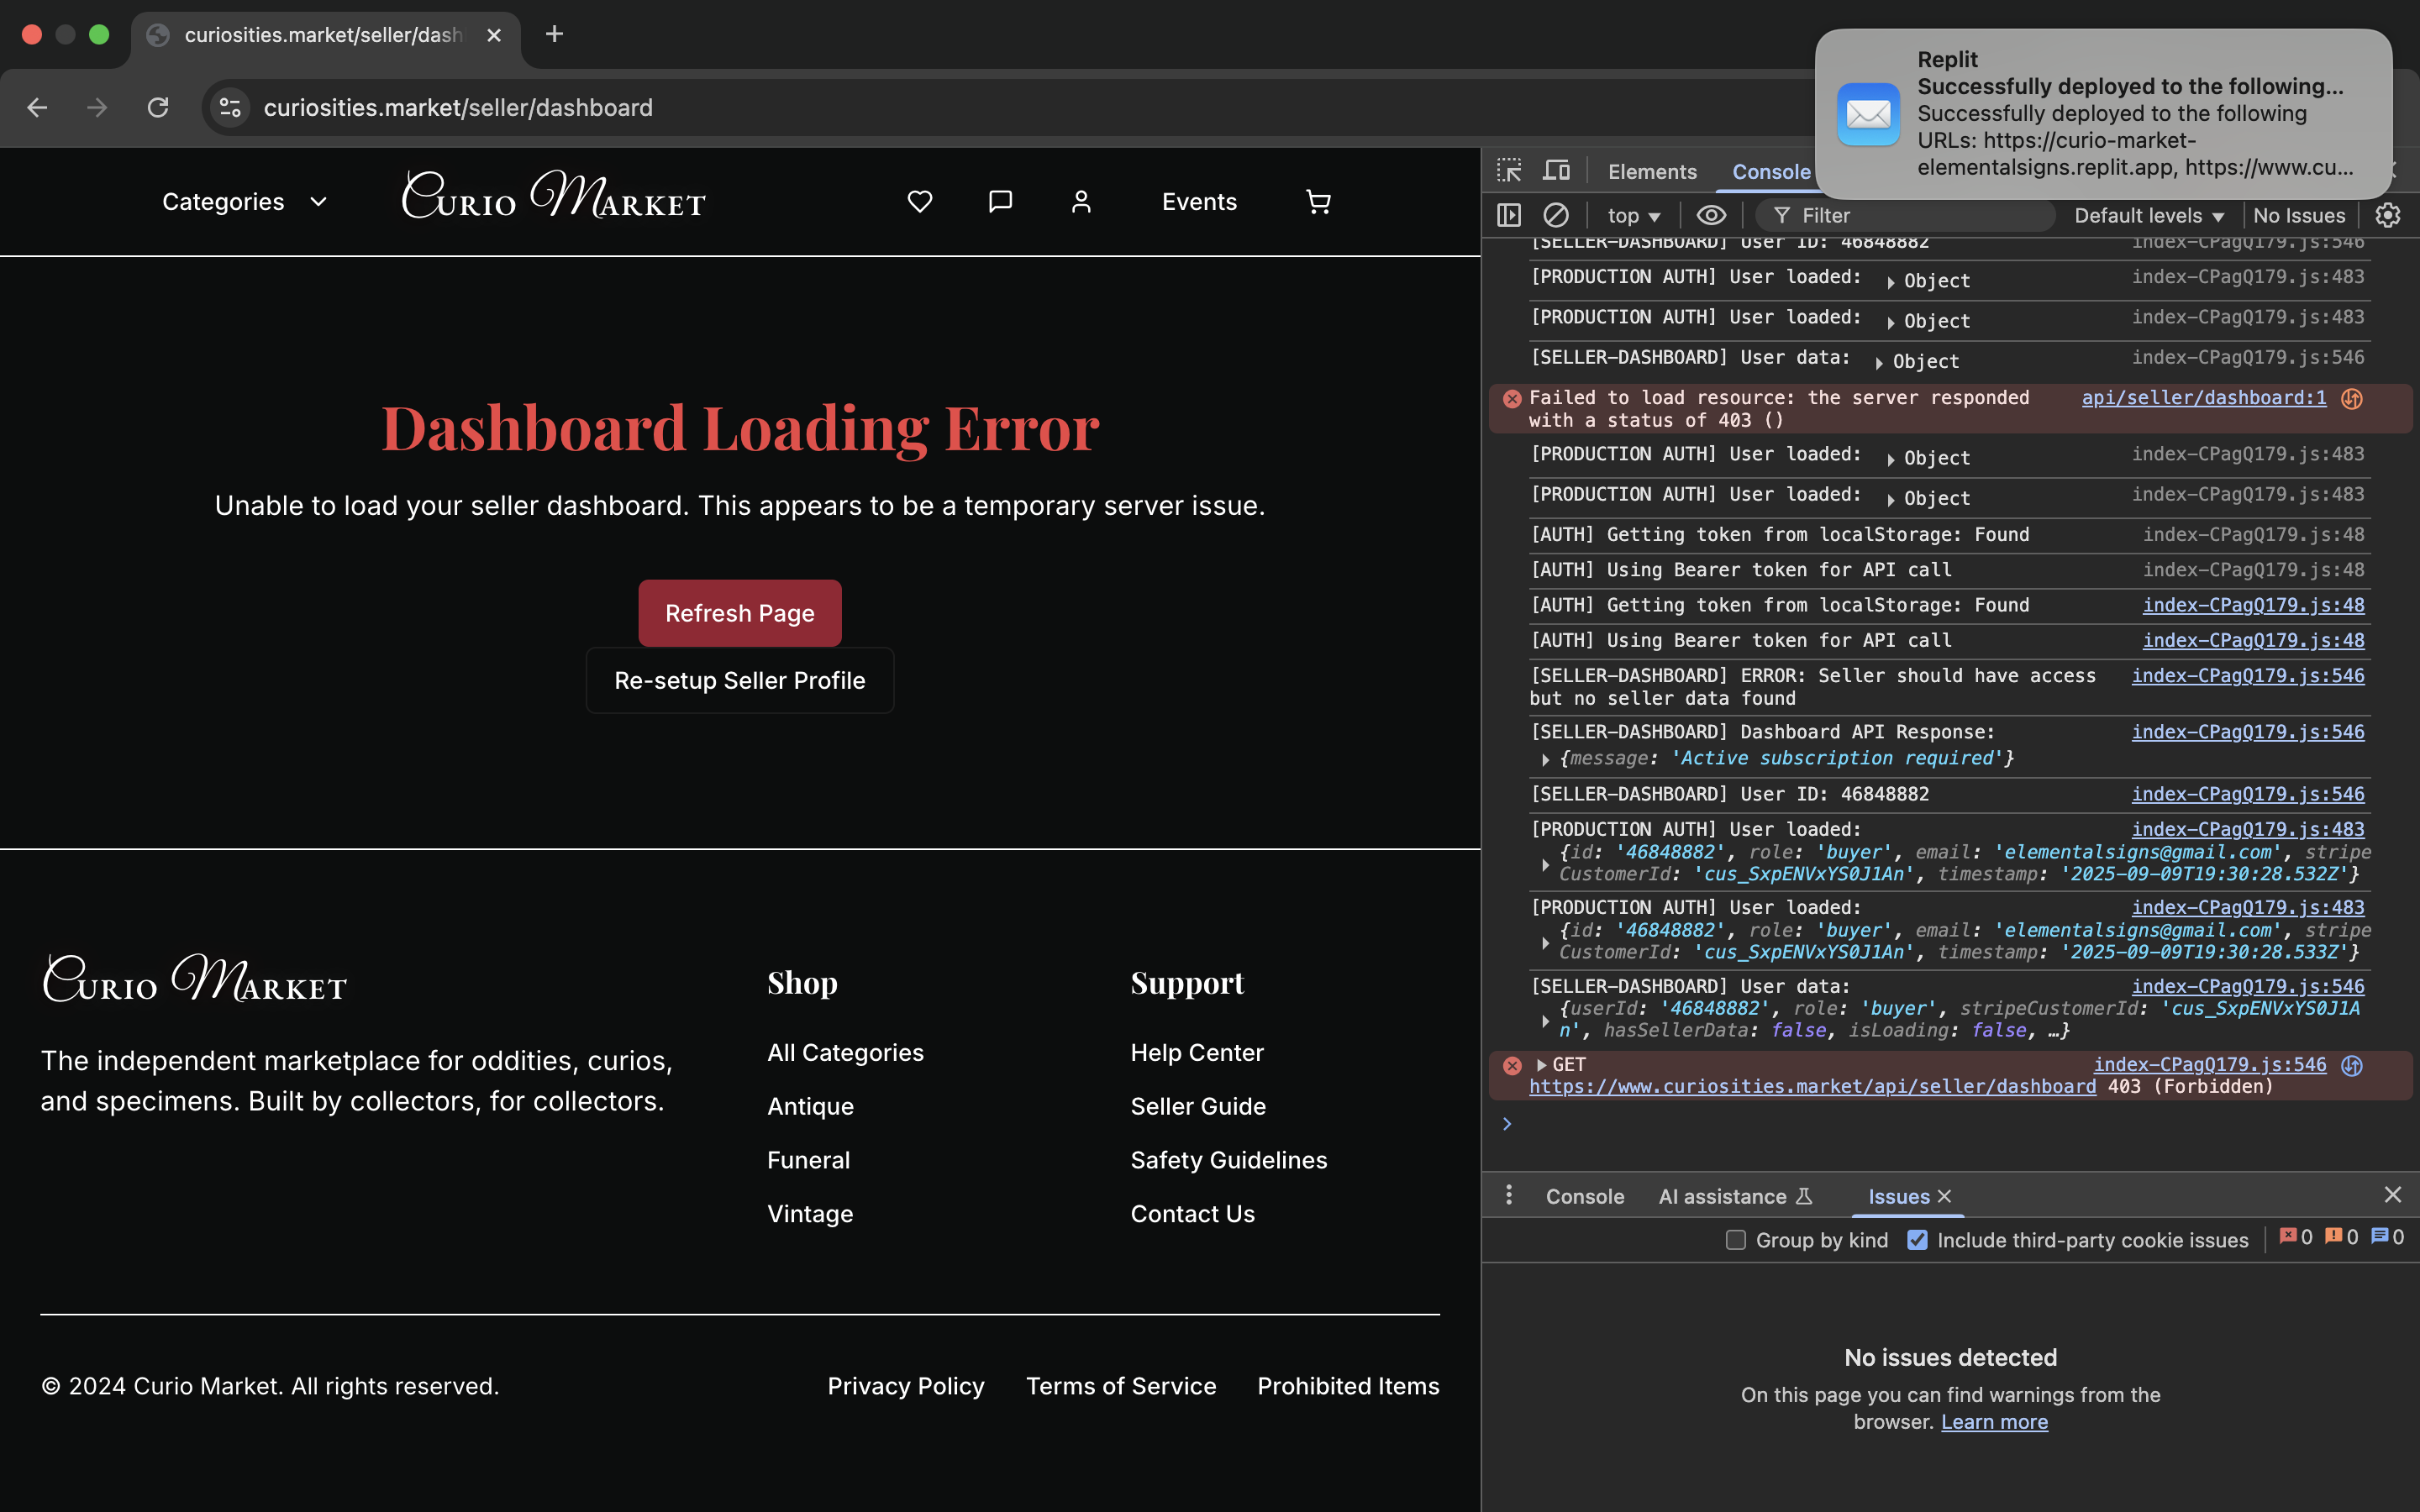 curiosities.market/seller/dash
curiosities.market/seller/dashboard
Replit
Successfully deployed to the following...
Successfully deployed to the following
URLs: https://curio-market-
elementalsigns.replit.app, https://www.cu...
Categories
Curio Market
Events
Dashboard Loading Error
Unable to load your seller dashboard. This appears to be a temporary server issue.
Refresh Page
Re-setup Seller Profile
Curio Market
The independent marketplace for oddities, curios,
and specimens. Built by collectors, for collectors.
Shop
All Categories
Antique
Funeral
Vintage
Support
Help Center
Seller Guide
Safety Guidelines
Contact Us
© 2024 Curio Market. All rights reserved.
Privacy Policy
Terms of Service
Prohibited Items
Elements
Console
top
Filter
Default levels
No Issues
[SELLER-DASHBOARD] User ID: 46848882 index-CPagQ179.js:546
[PRODUCTION AUTH] User loaded: Object index-CPagQ179.js:483
[PRODUCTION AUTH] User loaded: Object index-CPagQ179.js:483
[SELLER-DASHBOARD] User data: Object index-CPagQ179.js:546
Failed to load resource: the server responded api/seller/dashboard:1
with a status of 403 ()
[PRODUCTION AUTH] User loaded: Object index-CPagQ179.js:483
[PRODUCTION AUTH] User loaded: Object index-CPagQ179.js:483
[AUTH] Getting token from localStorage: Found index-CPagQ179.js:48
[AUTH] Using Bearer token for API call index-CPagQ179.js:48
[AUTH] Getting token from localStorage: Found index-CPagQ179.js:48
[AUTH] Using Bearer token for API call index-CPagQ179.js:48
[SELLER-DASHBOARD] ERROR: Seller should have access index-CPagQ179.js:546
but no seller data found
[SELLER-DASHBOARD] Dashboard API Response: index-CPagQ179.js:546
{message: 'Active subscription required'}
[SELLER-DASHBOARD] User ID: 46848882 index-CPagQ179.js:546
[PRODUCTION AUTH] User loaded: index-CPagQ179.js:483
{id: '46848882', role: 'buyer', email: 'elementalsigns@gmail.com', stripe
CustomerId: 'cus_SxpENVxYS0J1An', timestamp: '2025-09-09T19:30:28.532Z'}
[PRODUCTION AUTH] User loaded: index-CPagQ179.js:483
{id: '46848882', role: 'buyer', email: 'elementalsigns@gmail.com', stripe
CustomerId: 'cus_SxpENVxYS0J1An', timestamp: '2025-09-09T19:30:28.533Z'}
[SELLER-DASHBOARD] User data: index-CPagQ179.js:546
{userId: '46848882', role: 'buyer', stripeCustomerId: 'cus_SxpENVxYS0J1A
n', hasSellerData: false, isLoading: false, …}
GET index-CPagQ179.js:546
https://www.curiosities.market/api/seller/dashboard 403 (Forbidden)
Console
AI assistance
Issues
Group by kind
Include third-party cookie issues
0 0 0
No issues detected
On this page you can find warnings from the
browser. Learn more